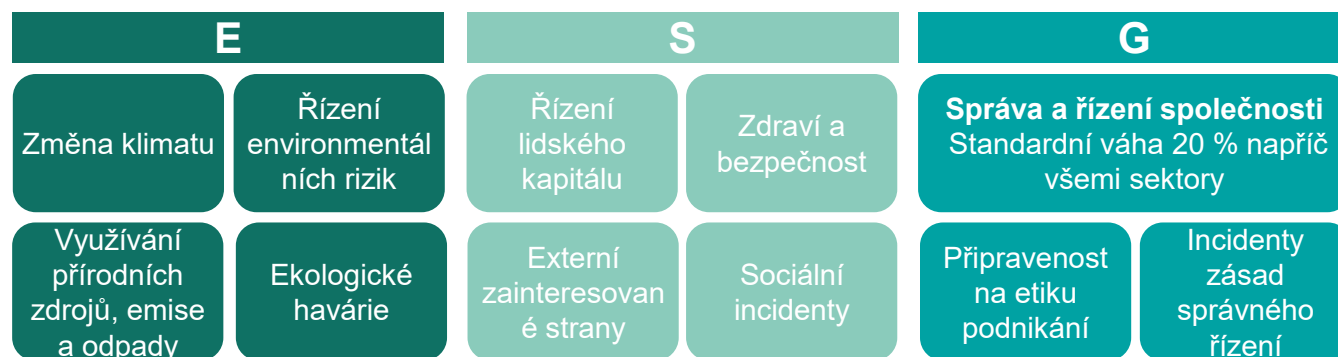 E
Změna klimatu
Řízení
environmentál
ních rizik
Využívání
přírodních
zdrojů, emise
a odpady
Ekologické
havárie
S
Řízení
lidského
kapitálu
Zdraví a
bezpečnost
Externí
zainteresovan
é strany
Sociální
incidenty
G
Správa a řízení společnosti
Standardní váha 20 % napříč
všemi sektory
Připravenost
na etiku
podnikání
Incidenty
zásad
správného
řízení